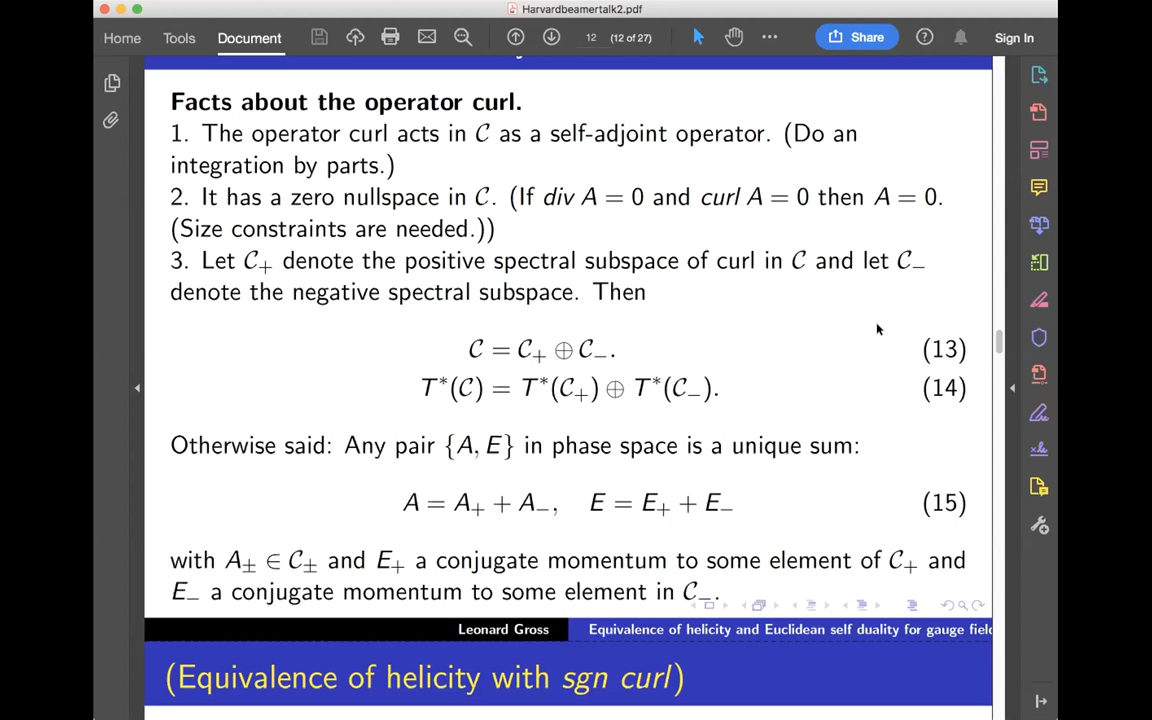 Harvardbeamertalk2.pdf
Home Tools Document 12 (12 of 27) Share Sign In
Facts about the operator curl.
1. The operator curl acts in 𝒞 as a self-adjoint operator. (Do an
integration by parts.)
2. It has a zero nullspace in 𝒞. (If div A = 0 and curl A = 0 then A = 0.
(Size constraints are needed.))
3. Let 𝒞₊ denote the positive spectral subspace of curl in 𝒞 and let 𝒞₋
denote the negative spectral subspace. Then
𝒞 = 𝒞₊ ⊕ 𝒞₋. (13)
T*(𝒞) = T*(𝒞₊) ⊕ T*(𝒞₋). (14)
Otherwise said: Any pair {A, E} in phase space is a unique sum:
A = A₊ + A₋, E = E₊ + E₋ (15)
with A± ∈ 𝒞± and E₊ a conjugate momentum to some element of 𝒞₊ and
E₋ a conjugate momentum to some element in 𝒞₋.
Leonard Gross Equivalence of helicity and Euclidean self duality for gauge field
(Equivalence of helicity with sgn curl)